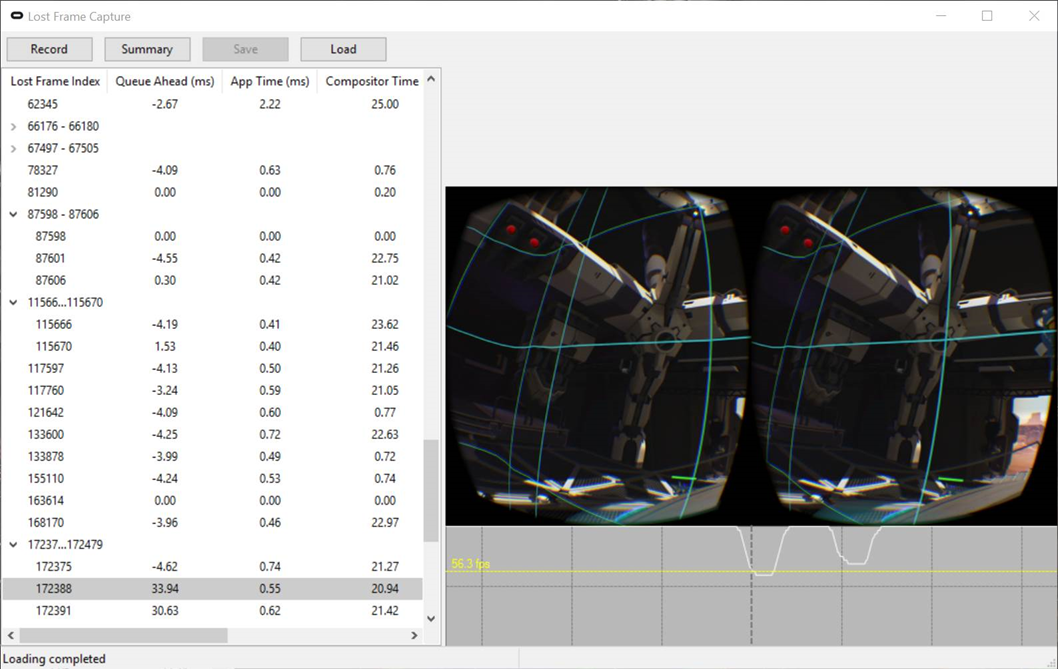 Lost Frame Capture
Record Summary Save Load
Lost Frame Index Queue Ahead (ms) App Time (ms) Compositor Time
62345 -2.67 2.22 25.00
66176 - 66180
67497 - 67505
78327 -4.09 0.63 0.76
81290 0.00 0.00 0.20
87598 - 87606
87598 0.00 0.00 0.00
87601 -4.55 0.42 22.75
87606 0.30 0.42 21.02
11566...115670
115666 -4.19 0.41 23.62
115670 1.53 0.40 21.46
117597 -4.13 0.50 21.26
117760 -3.24 0.59 21.05
121642 -4.09 0.60 0.77
133600 -4.25 0.72 22.63
133878 -3.99 0.49 0.72
155110 -4.24 0.53 0.74
163614 0.00 0.00 0.00
168170 -3.96 0.46 22.97
17237...172479
172375 -4.62 0.74 21.27
172388 33.94 0.55 20.94
172391 30.63 0.62 21.42
56.3 fps
Loading completed